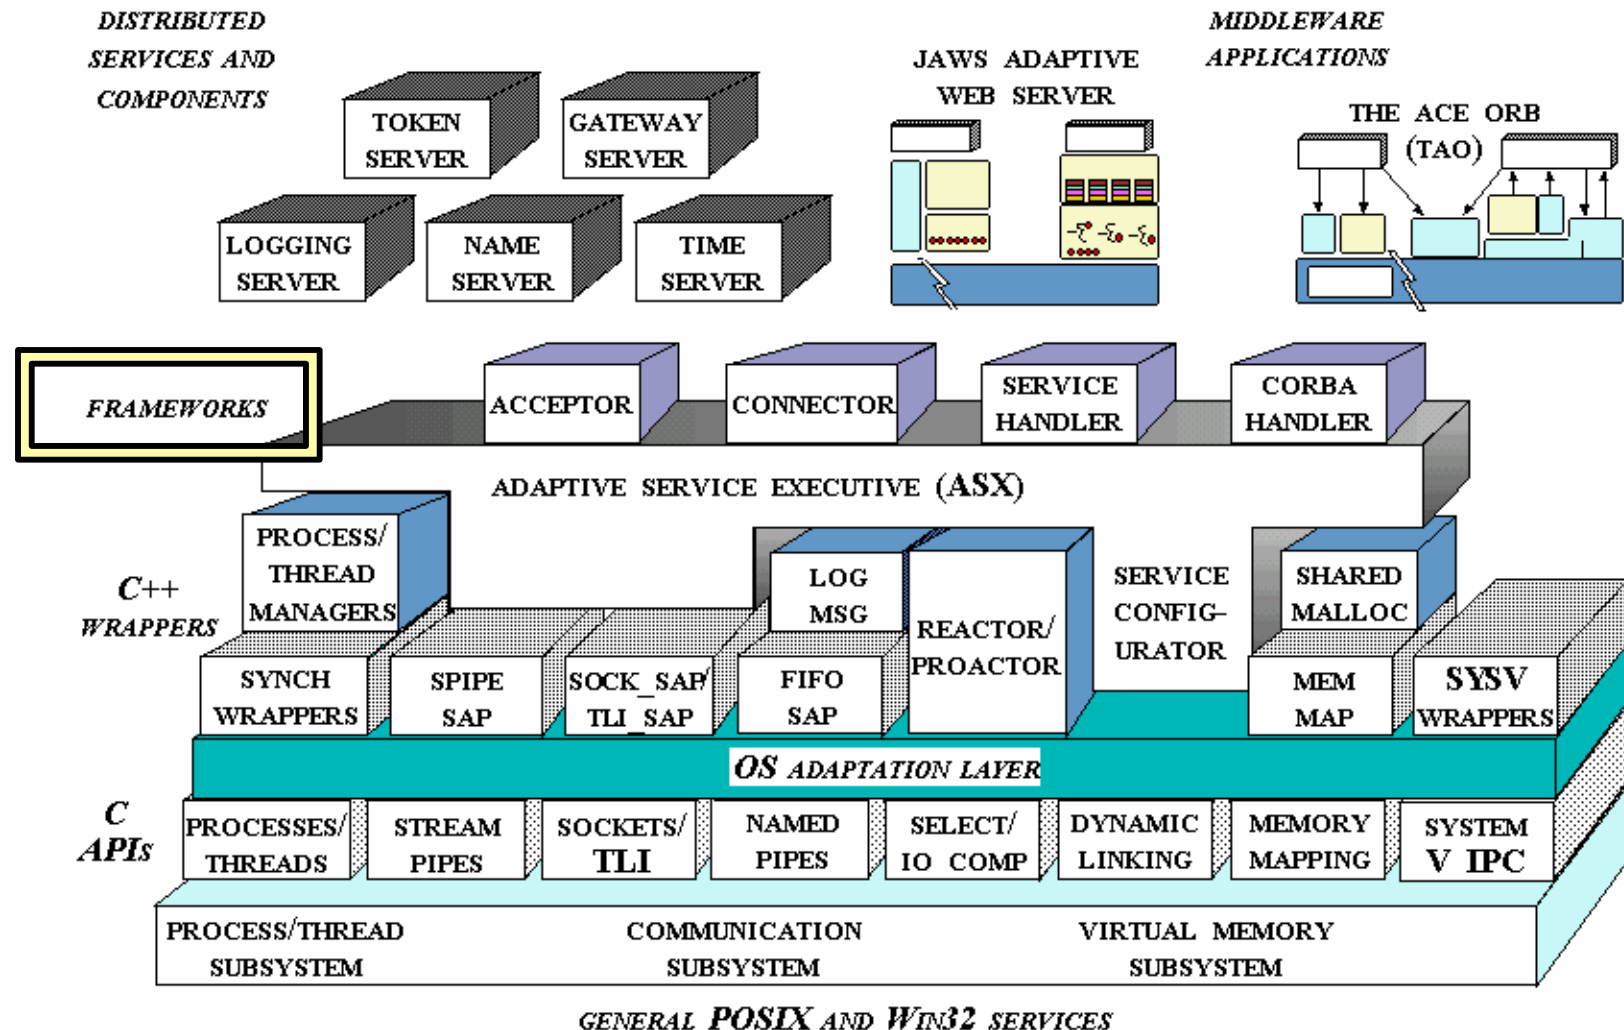 DISTRIBUTED
SERVICES AND
COMPONENTS
MIDDLEWARE
APPLICATIONS
JAWS ADAPTIVE
WEB SERVER
THE ACE ORB
(TAO)
TOKEN
SERVER
GATEWAY
SERVER
LOGGING
SERVER
NAME
SERVER
TIME
SERVER
FRAMEWORKS
ACCEPTOR
CONNECTOR
SERVICE
HANDLER
CORBA
HANDLER
ADAPTIVE SERVICE EXECUTIVE (ASX)
C++
WRAPPERS
PROCESS/
THREAD
MANAGERS
LOG
MSG
REACTOR/
PROACTOR
SERVICE
CONFIG-
URATOR
SHARED
MALLOC
SYNCH
WRAPPERS
SPIPE
SAP
SOCK_SAP/
TLI_SAP
FIFO
SAP
MEM
MAP
SYSV
WRAPPERS
OS ADAPTATION LAYER
C
APIs
PROCESSES/
THREADS
STREAM
PIPES
SOCKETS/
TLI
NAMED
PIPES
SELECT/
IO COMP
DYNAMIC
LINKING
MEMORY
MAPPING
SYSTEM
V IPC
PROCESS/THREAD
SUBSYSTEM
COMMUNICATION
SUBSYSTEM
VIRTUAL MEMORY
SUBSYSTEM
GENERAL POSIX AND WIN32 SERVICES